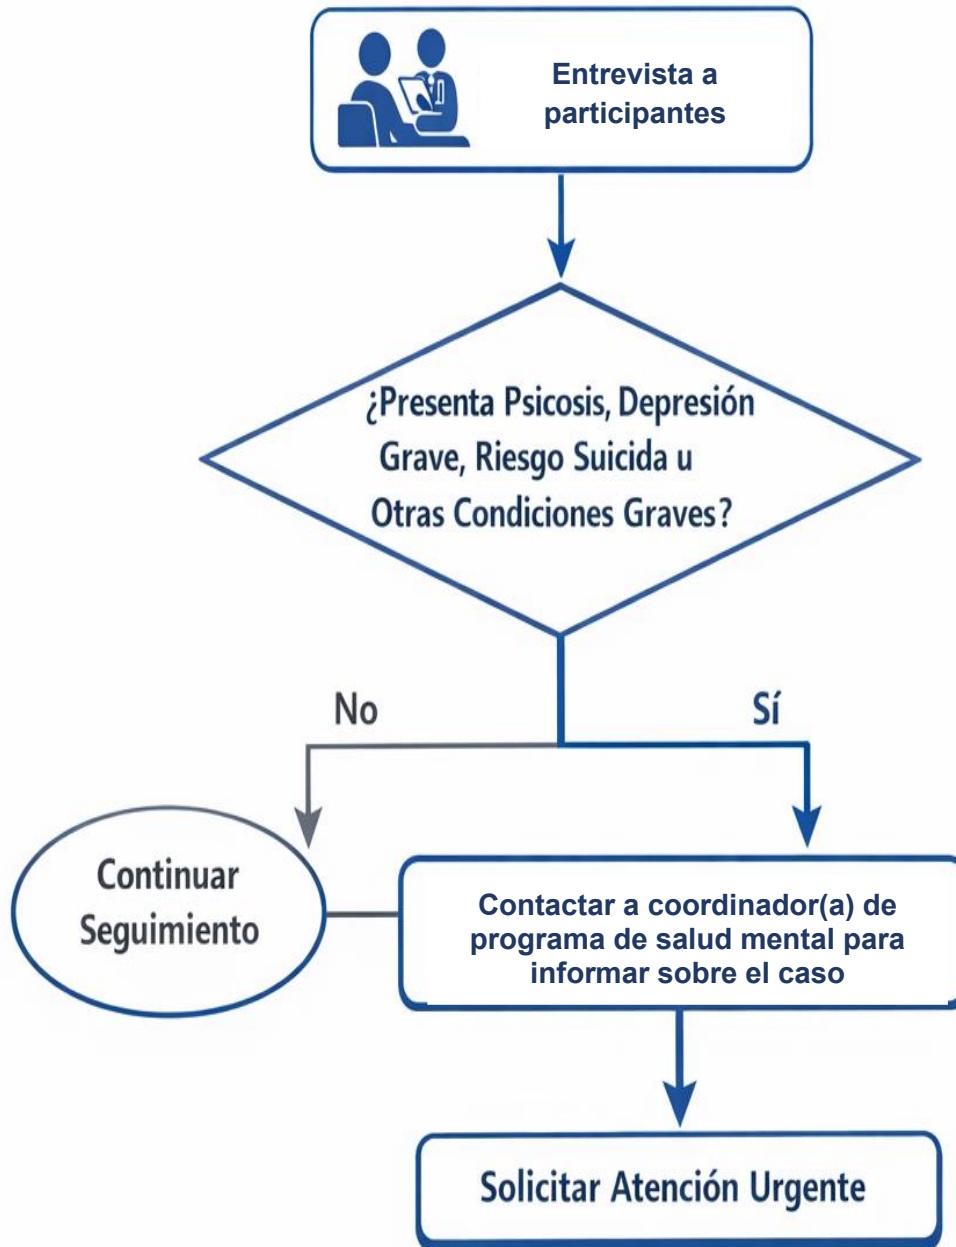 Entrevista a
participantes
¿Presenta Psicosis, Depresión
Grave, Riesgo Suicida u
Otras Condiciones Graves?
No
Sí
Continuar
Seguimiento
Contactar a coordinador(a) de
programa de salud mental para
informar sobre el caso
Solicitar Atención Urgente